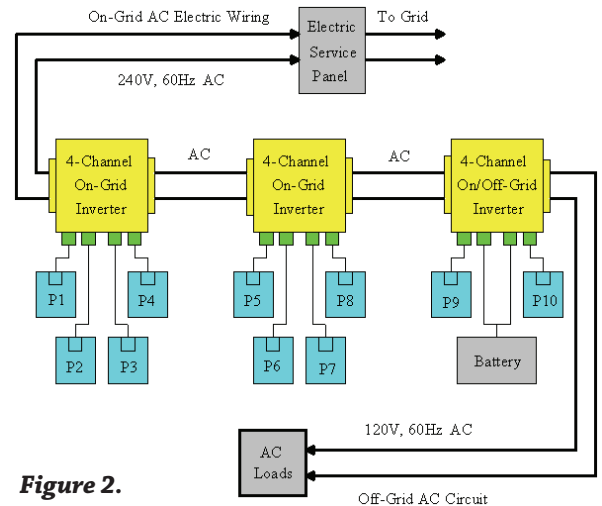 On-Grid AC Electric Wiring
Electric
Service
Panel
To Grid
240V, 60Hz AC
4-Channel
On-Grid
Inverter
AC
4-Channel
On-Grid
Inverter
AC
4-Channel
On/Off-Grid
Inverter
P1
P4
P5
P8
P9
P10
P2
P3
P6
P7
Battery
120V, 60Hz AC
AC
Loads
Off-Grid AC Circuit
Figure 2.